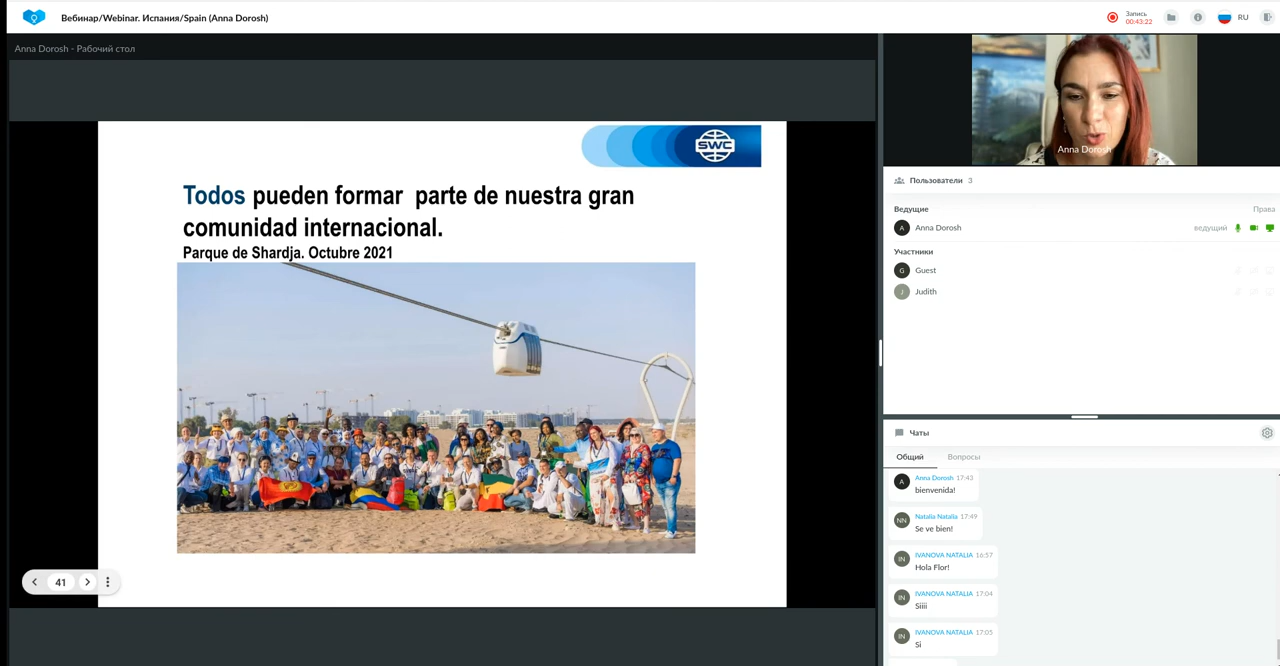 Вебинар/Webinar. Испания/Spain (Anna Dorosh)
Запись
00:43:22
RU
Anna Dorosh - Рабочий стол
SWC
Todos pueden formar parte de nuestra gran
comunidad internacional.
Parque de Shardja. Octubre 2021
41
Anna Dorosh
Пользователи 3
Ведущие Права
A Anna Dorosh ведущий
Участники
G Guest
J Judith
Чаты
Общий Вопросы
A Anna Dorosh 17:43
bienvenida!
NN Natalia Natalia 17:49
Se ve bien!
IN IVANOVA NATALIA 16:57
Hola Flor!
IN IVANOVA NATALIA 17:04
Siiii
IN IVANOVA NATALIA 17:05
Si